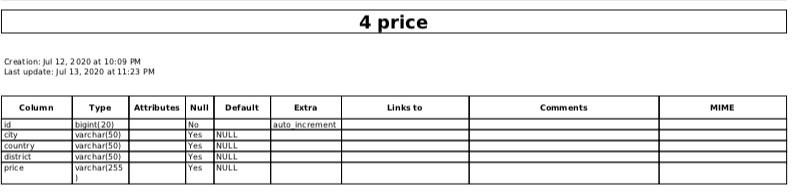 4 price
Creation: Jul 12, 2020 at 10:09 PM
Last update: Jul 13, 2020 at 11:23 PM
Column Type Attributes Null Default Extra Links to Comments MIME
id bigint(20) No auto_increment
city varchar(50) Yes NULL
country varchar(50) Yes NULL
district varchar(50) Yes NULL
price varchar(255 Yes NULL
)